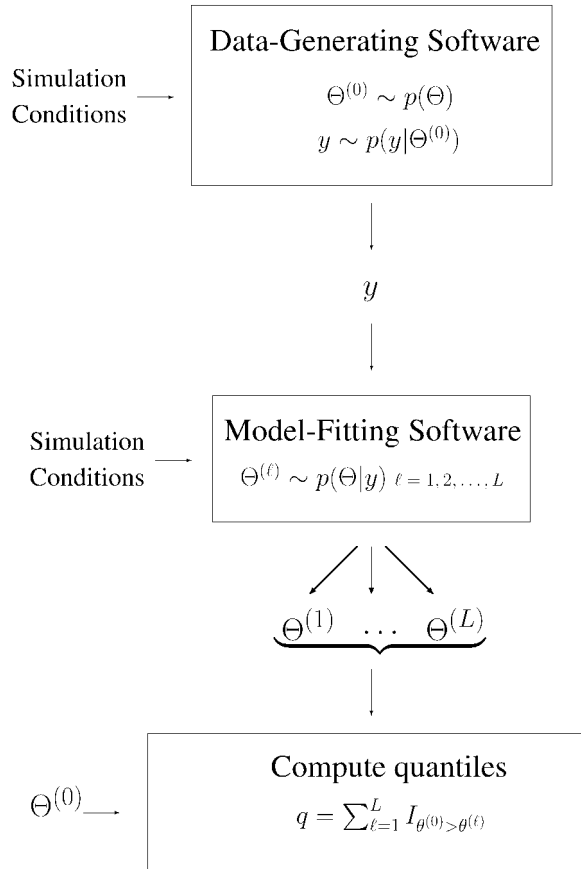 Data-Generating Software
Simulation
Conditions
Θ^(0) ∼ p(Θ)
y ∼ p(y|Θ^(0))
y
Model-Fitting Software
Simulation
Conditions
Θ^(ℓ) ∼ p(Θ|y) ℓ = 1, 2, . . . , L
Θ^(1) . . . Θ^(L)
Compute quantiles
Θ^(0)
q = ∑_{ℓ=1}^{L} I_{θ^(0)>θ^(ℓ)}